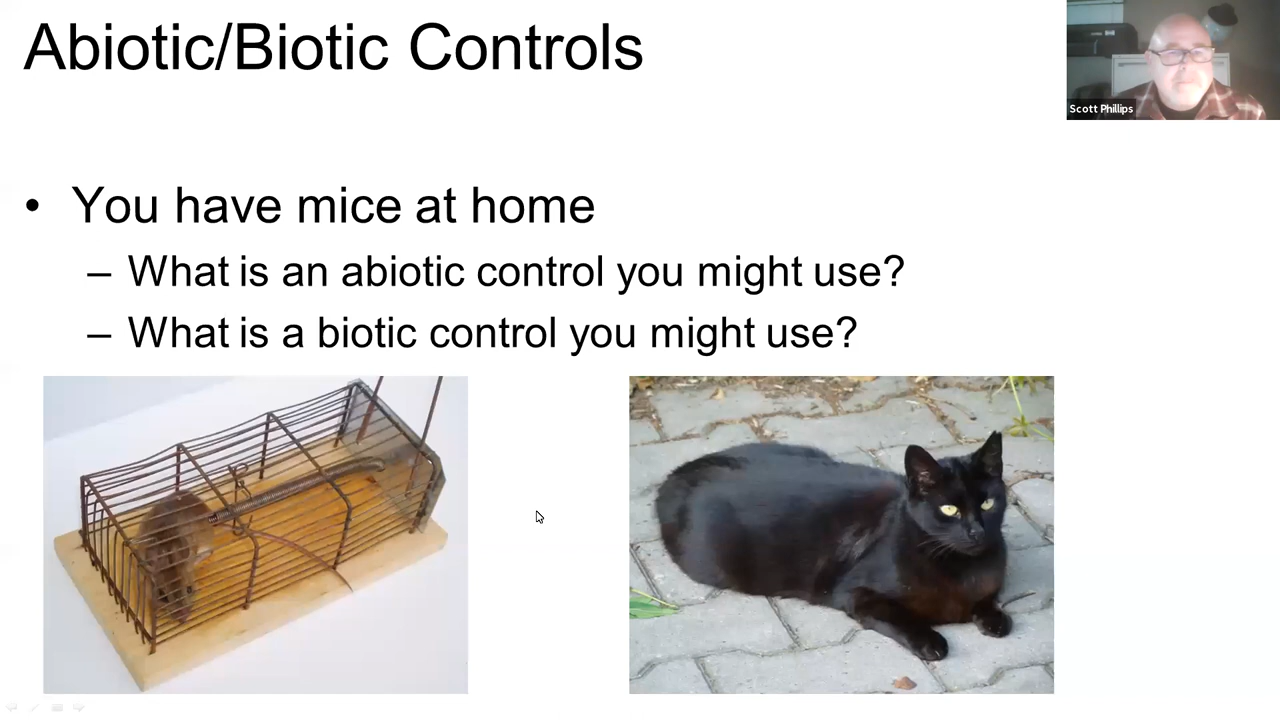 Abiotic/Biotic Controls
Scott Phillips
• You have mice at home
– What is an abiotic control you might use?
– What is a biotic control you might use?